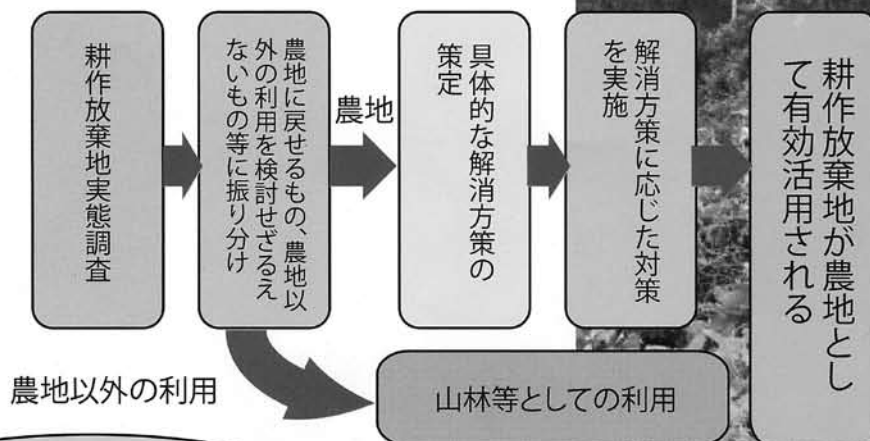 耕作放棄地実態調査
農地に戻せるもの、農地以
外の利用を検討せざるえ
ないもの等に振り分け
農地
具体的な解消方策の
策定
解消方策に応じた対策
を実施
耕作放棄地が農地とし
て有効活用される
農地以外の利用
山林等としての利用